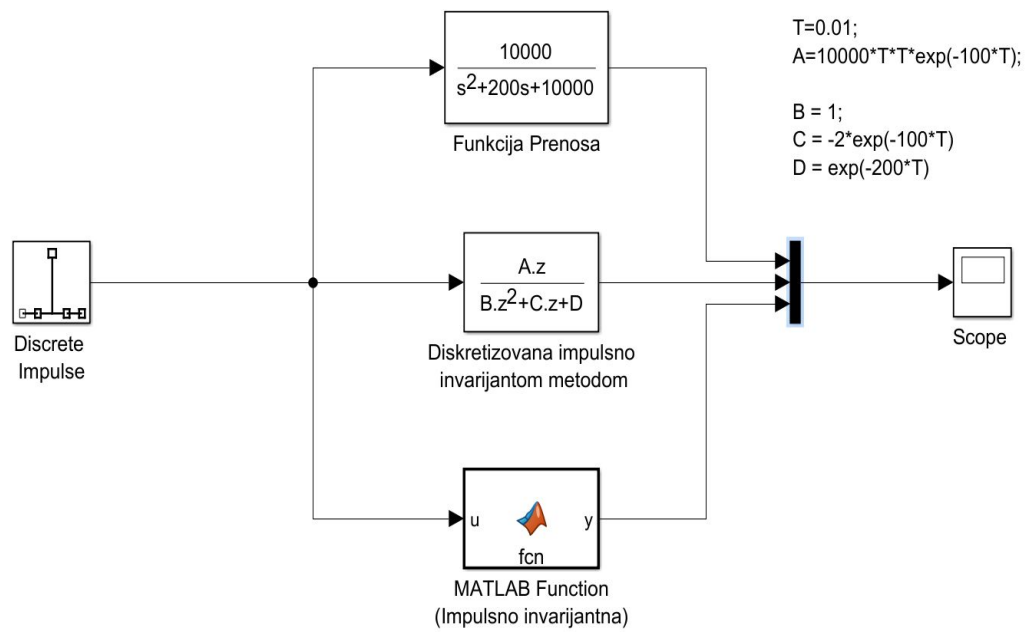 10000
s2+200s+10000
Funkcija Prenosa
T=0.01;
A=10000*T*T*exp(-100*T);
B = 1;
C = -2*exp(-100*T)
D = exp(-200*T)
Discrete
Impulse
A.z
B.z2+C.z+D
Diskretizovana impulsno
invarijantom metodom
Scope
u
y
fcn
MATLAB Function
(Impulsno invarijantna)